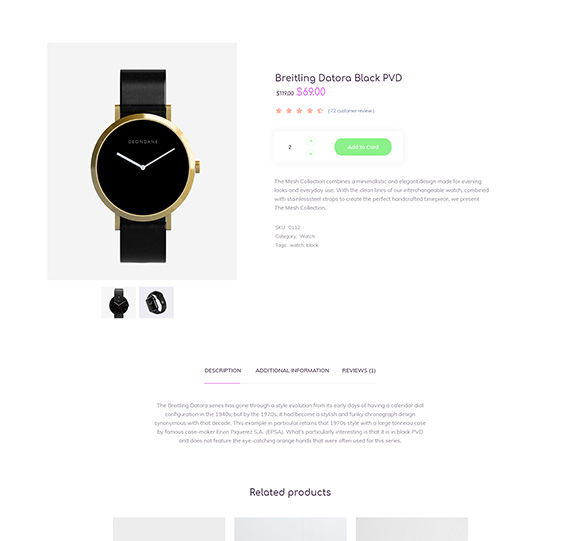 Breitling Datora Black PVD
$119.00 $69.00
( 72 customer review )
2
Add to Card
DEONDANE
The Mesh Collection combines a minimalistic and elegant design made for evening
looks and everyday use. With the clean lines of our interchangeable watch, combined
with stainlesssteel straps to create the perfect handcrafted timepiece, we present
The Mesh Collection.
SKU: 0112
Category: Watch
Tags: watch, black
DESCRIPTION ADDITIONAL INFORMATION REVIEWS (1)
The Breitling Datora series has gone through a style evolution from its early days of having a calendar dial
configuration in the 1940s; but by the 1970s, it had become a stylish and funky chronograph design
synonymous with that decade. This example in particular retains that 1970s style with a large tonneau case
by famous case-maker Ervin Piquerez S.A. (EPSA). What's particularly interesting is that it is in black PVD
and does not feature the eye-catching orange hands that were often used for this series.
Related products